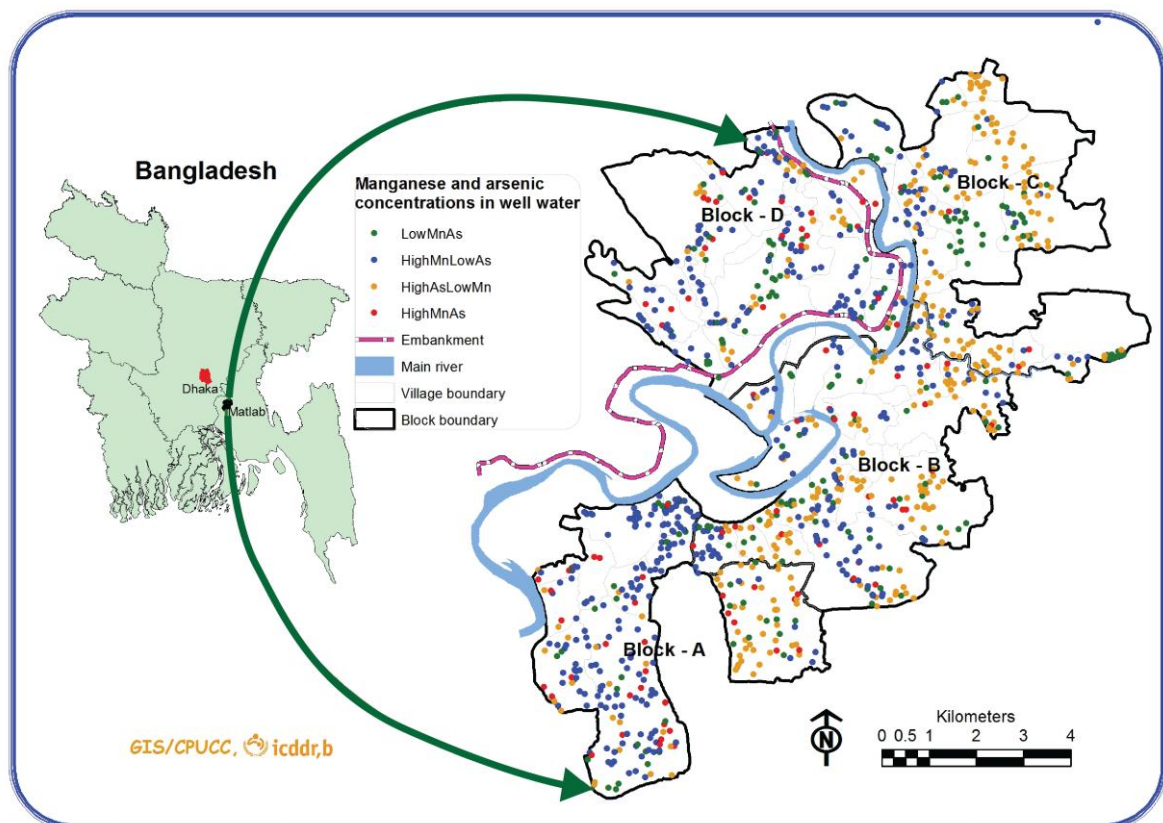 Bangladesh
Dhaka
Matlab
Manganese and arsenic
concentrations in well water
LowMnAs
HighMnLowAs
HighAsLowMn
HighMnAs
Embankment
Main river
Village boundary
Block boundary
Block - C
Block - D
Block - B
Block - A
GIS/CPUCC, icddr,b
N
Kilometers
0 0.5 1 2 3 4